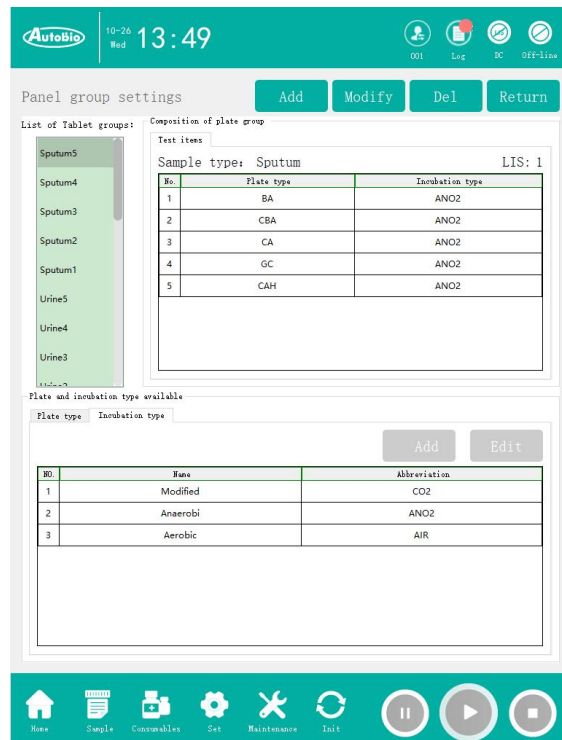 AutoBio
10-26
Wed
13:49
001
Log
LIS
DC
Off-line
Panel group settings
Add
Modify
Del
Return
List of Tablet groups:
Composition of plate group
Sputum5
Sputum4
Sputum3
Sputum2
Sputum1
Urine5
Urine4
Urine3
Test items
Sample type: Sputum
LIS: 1
No. Plate type Incubation type
1 BA ANO2
2 CBA ANO2
3 CA ANO2
4 GC ANO2
5 CAH ANO2
Plate and incubation type available
Plate type Incubation type
Add
Edit
NO. Name Abbreviation
1 Modified CO2
2 Anaerobi ANO2
3 Aerobic AIR
Home
Sample
Consumables
Set
Maintenance
Init